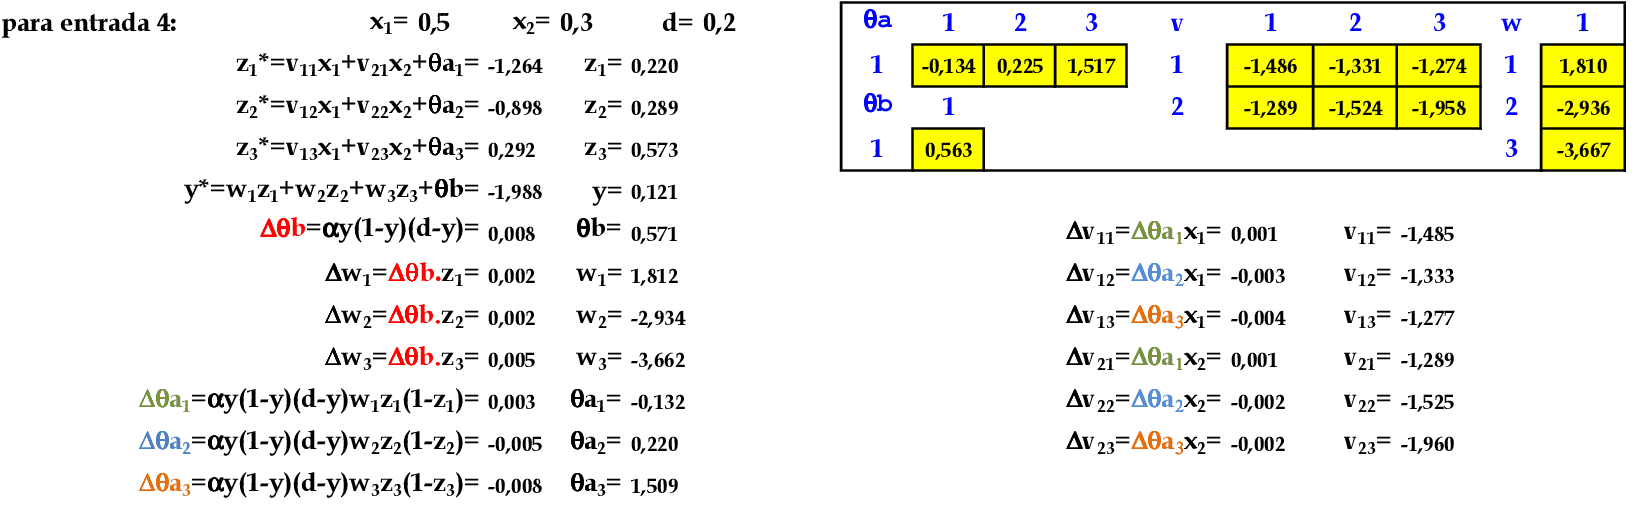 para entrada 4: x₁= 0,5 x₂= 0,3 d= 0,2
z₁*=v₁₁x₁+v₂₁x₂+θa₁= -1,264 z₁= 0,220
z₂*=v₁₂x₁+v₂₂x₂+θa₂= -0,898 z₂= 0,289
z₃*=v₁₃x₁+v₂₃x₂+θa₃= 0,292 z₃= 0,573
y*=w₁z₁+w₂z₂+w₃z₃+θb= -1,988 y= 0,121
Δθb=αy(1-y)(d-y)= 0,008 θb= 0,571
Δw₁=Δθb.z₁= 0,002 w₁= 1,812
Δw₂=Δθb.z₂= 0,002 w₂= -2,934
Δw₃=Δθb.z₃= 0,005 w₃= -3,662
Δθa₁=αy(1-y)(d-y)w₁z₁(1-z₁)= 0,003 θa₁= -0,132
Δθa₂=αy(1-y)(d-y)w₂z₂(1-z₂)= -0,005 θa₂= 0,220
Δθa₃=αy(1-y)(d-y)w₃z₃(1-z₃)= -0,008 θa₃= 1,509
θa 1 2 3 v 1 2 3 w 1
1 -0,134 0,225 1,517 1 -1,486 -1,331 -1,274 1 1,810
θb 1 2 -1,289 -1,524 -1,958 2 -2,936
1 0,563 3 -3,667
Δv₁₁=Δθa₁x₁= 0,001 v₁₁= -1,485
Δv₁₂=Δθa₂x₁= -0,003 v₁₂= -1,333
Δv₁₃=Δθa₃x₁= -0,004 v₁₃= -1,277
Δv₂₁=Δθa₁x₂= 0,001 v₂₁= -1,289
Δv₂₂=Δθa₂x₂= -0,002 v₂₂= -1,525
Δv₂₃=Δθa₃x₂= -0,002 v₂₃= -1,960